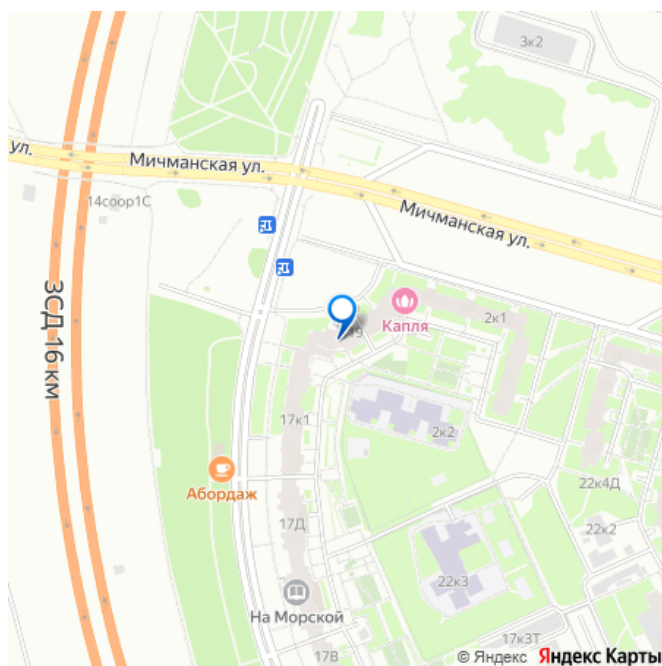 3к2
ул.
Мичманская ул.
14соор1С
Мичманская ул.
ЗСД 16 км
Капля
2к1
19
17к1
2к2
Абордаж
22к4Д
17Д
22к2
22к3
На Морской
17к3Т
17В
© Яндекс Яндекс Карты